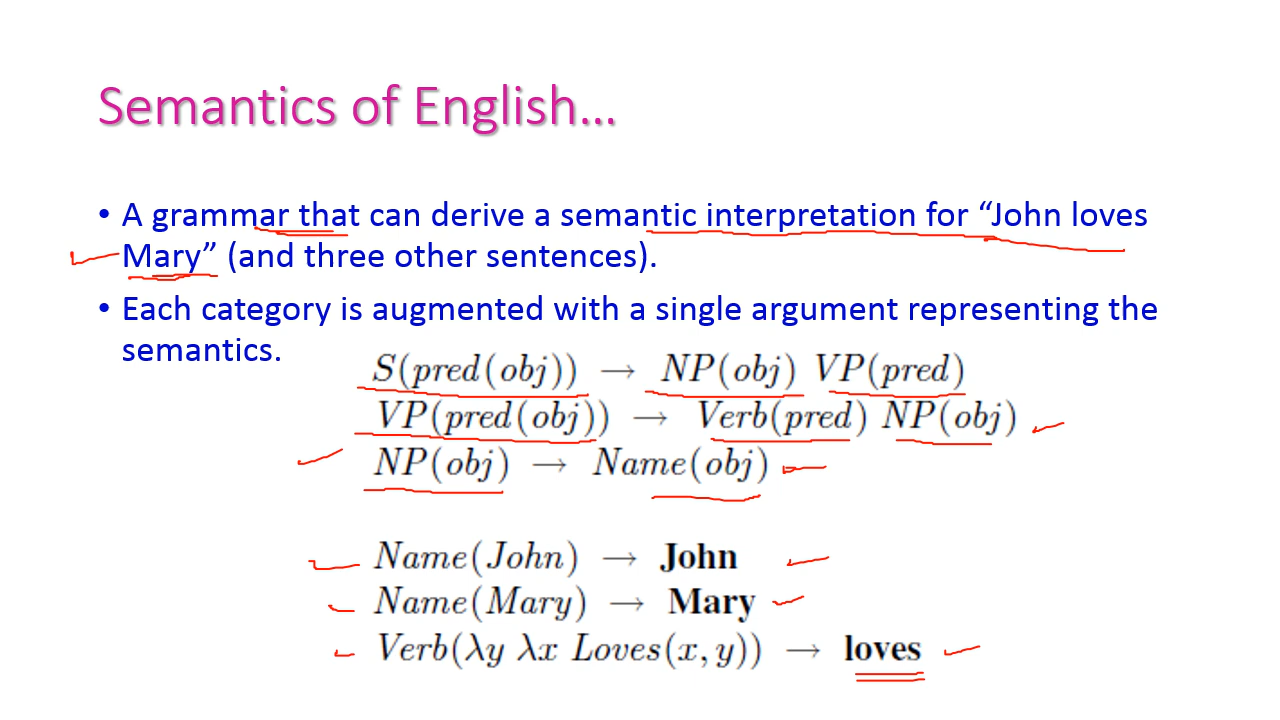 Semantics of English...
• A grammar that can derive a semantic interpretation for “John loves
Mary” (and three other sentences).
• Each category is augmented with a single argument representing the
semantics.
S(pred(obj)) → NP(obj) VP(pred)
VP(pred(obj)) → Verb(pred) NP(obj)
NP(obj) → Name(obj)
Name(John) → John
Name(Mary) → Mary
Verb(λy λx Loves(x, y)) → loves